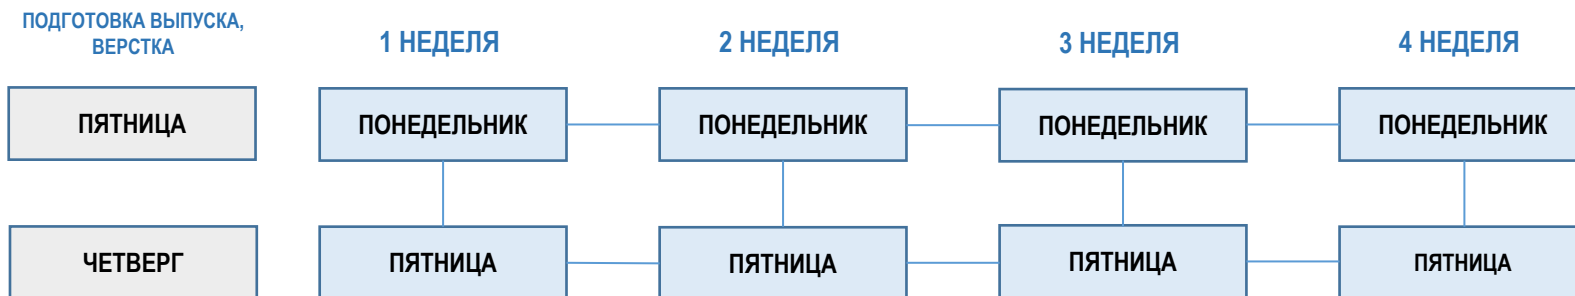 ПОДГОТОВКА ВЫПУСКА,
ВЕРСТКА
1 НЕДЕЛЯ
2 НЕДЕЛЯ
3 НЕДЕЛЯ
4 НЕДЕЛЯ
ПЯТНИЦА
ПОНЕДЕЛЬНИК
ПОНЕДЕЛЬНИК
ПОНЕДЕЛЬНИК
ПОНЕДЕЛЬНИК
ЧЕТВЕРГ
ПЯТНИЦА
ПЯТНИЦА
ПЯТНИЦА
ПЯТНИЦА